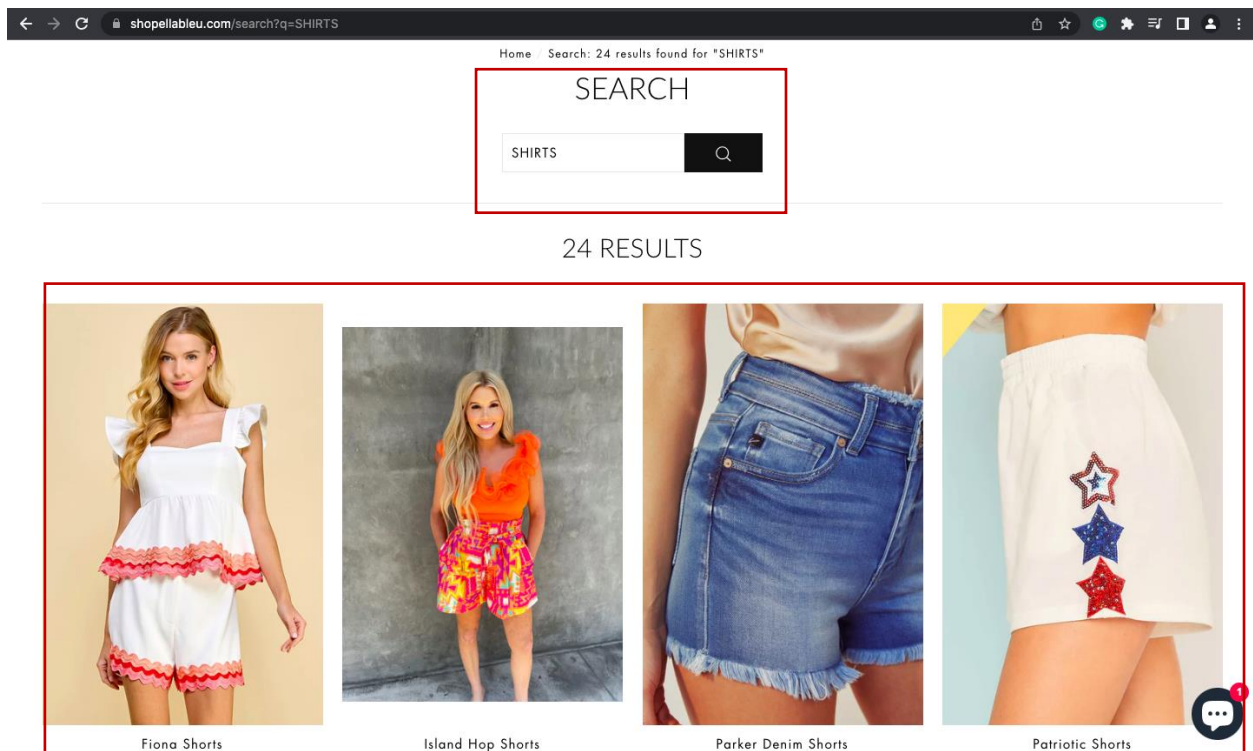 shopellableu.com/search?q=SHIRTS
Home / Search: 24 results found for "SHIRTS"
SEARCH
SHIRTS
24 RESULTS
Fiona Shorts
Island Hop Shorts
Parker Denim Shorts
Patriotic Shorts
1